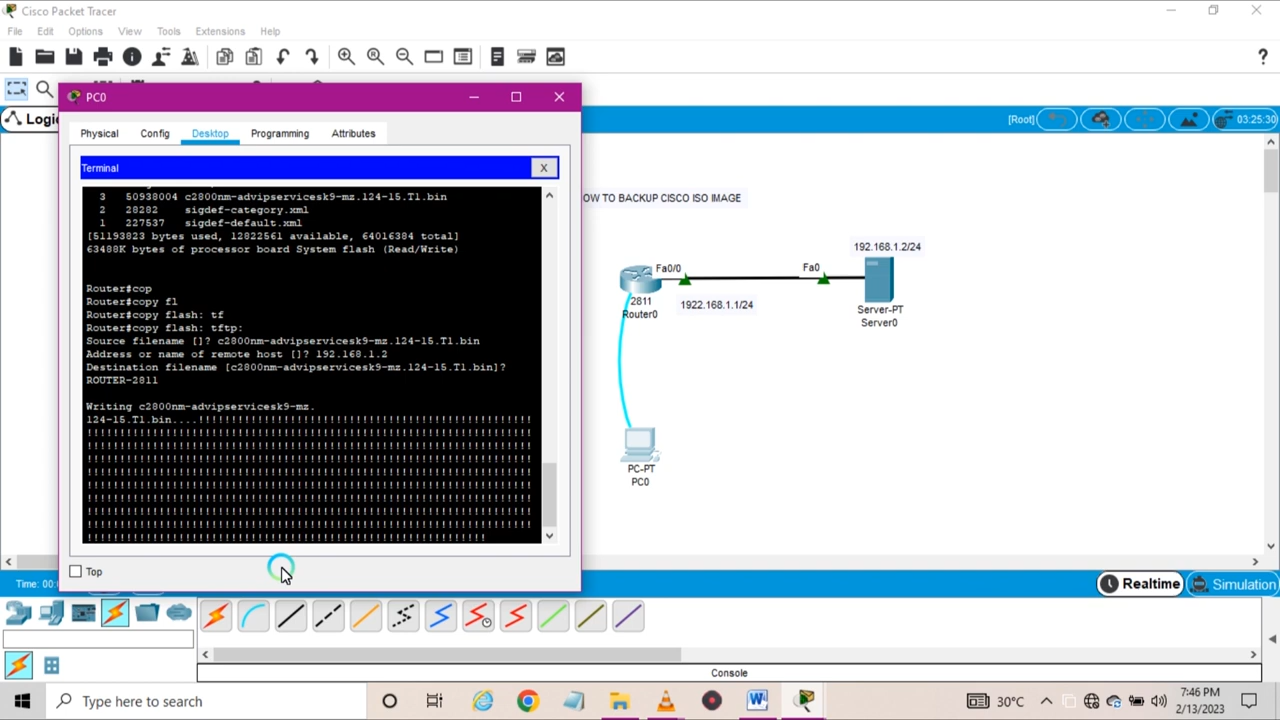 Cisco Packet Tracer
File Edit Options View Tools Extensions Help
?
PC0
Logi
[Root] 03:25:30
Physical Config Desktop Programming Attributes
Terminal X
3 50938004 c2800nm-advipservicesk9-mz.124-15.T1.bin
2 28282 sigdef-category.xml
1 227537 sigdef-default.xml
[51193823 bytes used, 12822561 available, 64016384 total]
63488K bytes of processor board System flash (Read/Write)
Router#cop
Router#copy fl
Router#copy flash: tf
Router#copy flash: tftp:
Source filename []? c2800nm-advipservicesk9-mz.124-15.T1.bin
Address or name of remote host []? 192.168.1.2
Destination filename [c2800nm-advipservicesk9-mz.124-15.T1.bin]?
ROUTER-2811
Writing c2800nm-advipservicesk9-mz.
124-15.T1.bin....!!!!!!!!!!!!!!!!!!!!!!!!!!!!!!!!!!!!!!!!!!!!!!!!!!!!!!!!!!!
OW TO BACKUP CISCO ISO IMAGE
192.168.1.2/24
Fa0/0 Fa0
2811
Router0
1922.168.1.1/24
Server-PT
Server0
PC-PT
PC0
Top
Time: 00:
Realtime Simulation
Console
Type here to search
W
30°C
7:46 PM
2/13/2023